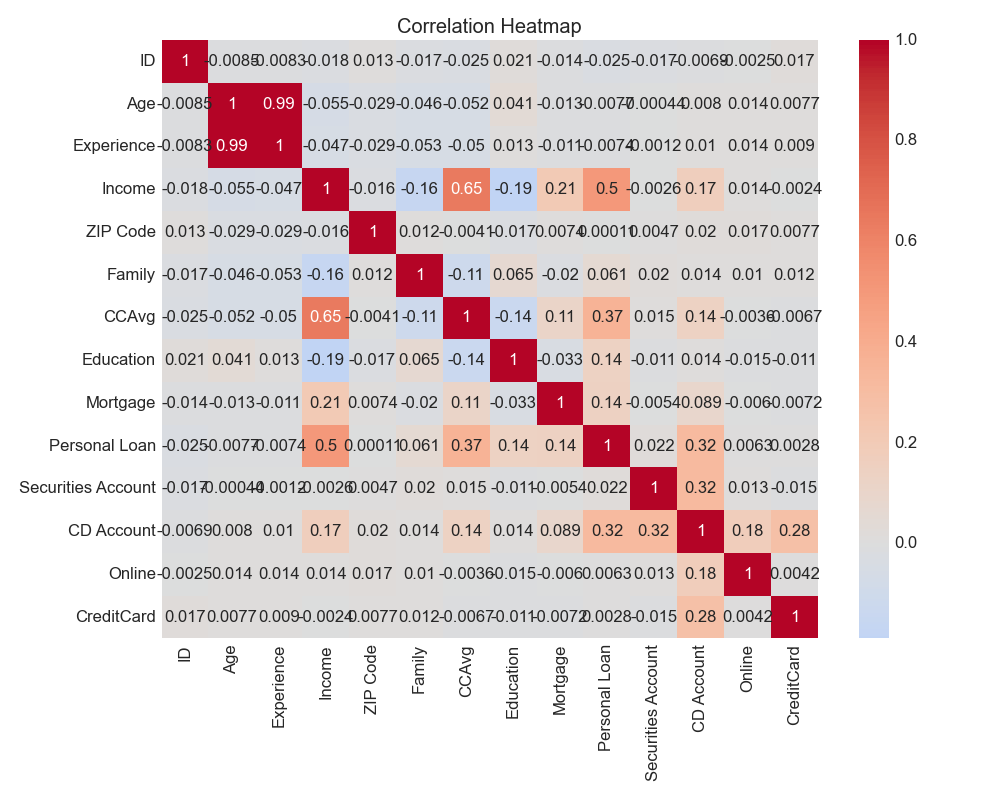 Correlation Heatmap
ID 1 -0.0085 -0.0083 -0.018 0.013 -0.017 -0.025 0.021 -0.014 -0.025 -0.017 -0.0069 -0.0025 0.017
Age -0.0085 1 0.99 -0.055 -0.029 -0.046 -0.052 0.041 -0.013 -0.0077 -0.00044 0.008 0.014 0.0077
Experience -0.0083 0.99 1 -0.047 -0.029 -0.053 -0.05 0.013 -0.011 -0.0074 -0.0012 0.01 0.014 0.009
Income -0.018 -0.055 -0.047 1 -0.016 -0.16 0.65 -0.19 0.21 0.5 -0.0026 0.17 0.014 -0.0024
ZIP Code 0.013 -0.029 -0.029 -0.016 1 0.012 -0.0041 -0.017 0.0074 0.00011 0.0047 0.02 0.017 0.0077
Family -0.017 -0.046 -0.053 -0.16 0.012 1 -0.11 0.065 -0.02 0.061 0.02 0.014 0.01 0.012
CCAvg -0.025 -0.052 -0.05 0.65 -0.0041 -0.11 1 -0.14 0.11 0.37 0.015 0.14 -0.0036 -0.0067
Education 0.021 0.041 0.013 -0.19 -0.017 0.065 -0.14 1 -0.033 0.14 -0.011 0.014 -0.015 -0.011
Mortgage -0.014 -0.013 -0.011 0.21 0.0074 -0.02 0.11 -0.033 1 0.14 -0.0054 0.089 -0.006 -0.0072
Personal Loan -0.025 -0.0077 -0.0074 0.5 0.00011 0.061 0.37 0.14 0.14 1 0.022 0.32 0.0063 0.0028
Securities Account -0.017 -0.00044 -0.0012 -0.0026 0.0047 0.02 0.015 -0.011 -0.0054 0.022 1 0.32 0.013 -0.015
CD Account -0.0069 0.008 0.01 0.17 0.02 0.014 0.14 0.014 0.089 0.32 0.32 1 0.18 0.28
Online -0.0025 0.014 0.014 0.014 0.017 0.01 -0.0036 -0.015 -0.006 0.0063 0.013 0.18 1 0.0042
CreditCard 0.017 0.0077 0.009 -0.0024 0.0077 0.012 -0.0067 -0.011 -0.0072 0.0028 -0.015 0.28 0.0042 1
ID
Age
Experience
Income
ZIP Code
Family
CCAvg
Education
Mortgage
Personal Loan
Securities Account
CD Account
Online
CreditCard
1.0
0.8
0.6
0.4
0.2
0.0